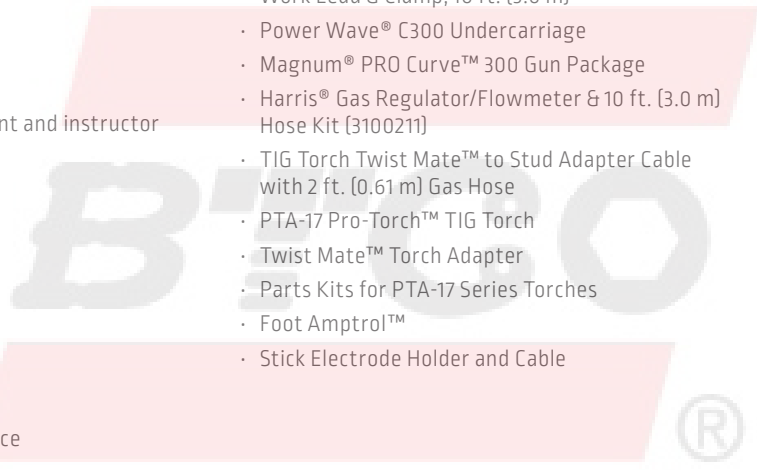 · Power Wave® C300 Undercarriage
· Magnum® PRO Curve™ 300 Gun Package
· Harris® Gas Regulator/Flowmeter & 10 ft. (3.0 m)
Hose Kit (3100211)
· TIG Torch Twist Mate™ to Stud Adapter Cable
with 2 ft. (0.61 m) Gas Hose
· PTA-17 Pro-Torch™ TIG Torch
· Twist Mate™ Torch Adapter
· Parts Kits for PTA-17 Series Torches
· Foot Amptrol™
· Stick Electrode Holder and Cable
and instructor
BTCO
®